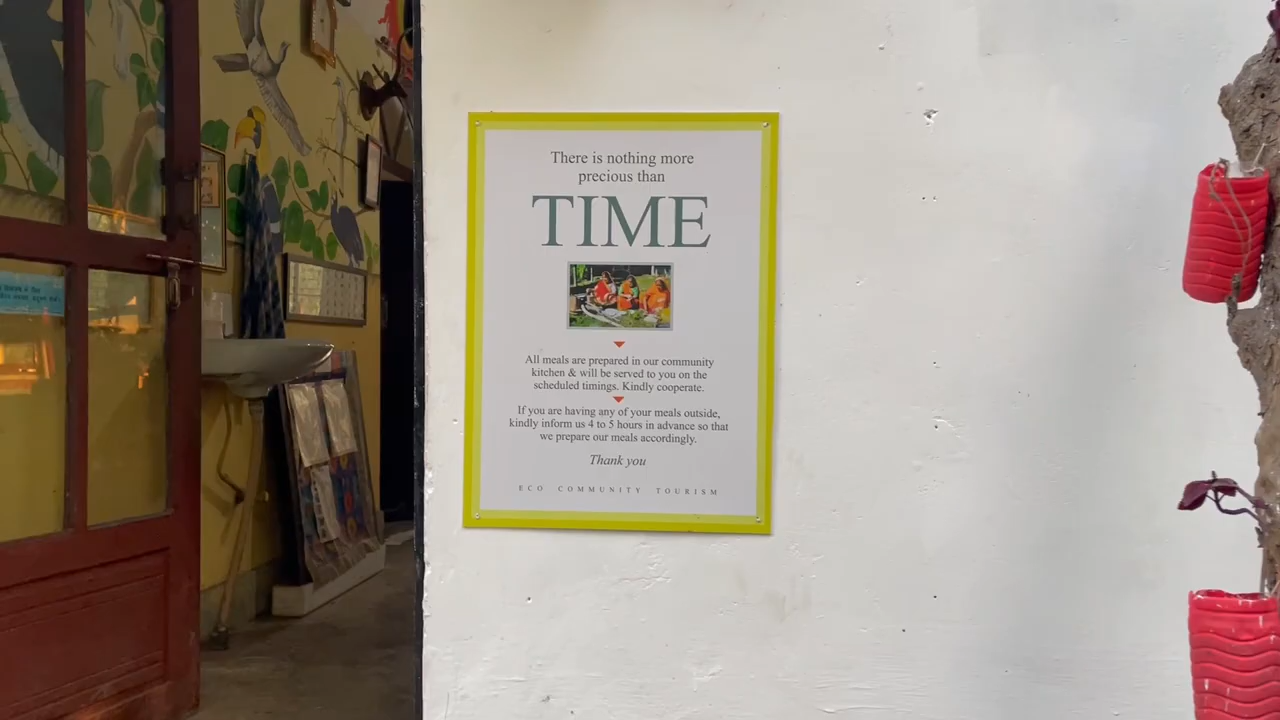 There is nothing more
precious than
TIME
All meals are prepared in our community
kitchen & will be served to you on the
scheduled timings. Kindly cooperate.
If you are having any of your meals outside,
kindly inform us 4 to 5 hours in advance so that
we prepare our meals accordingly.
Thank you
ECO COMMUNITY TOURISM